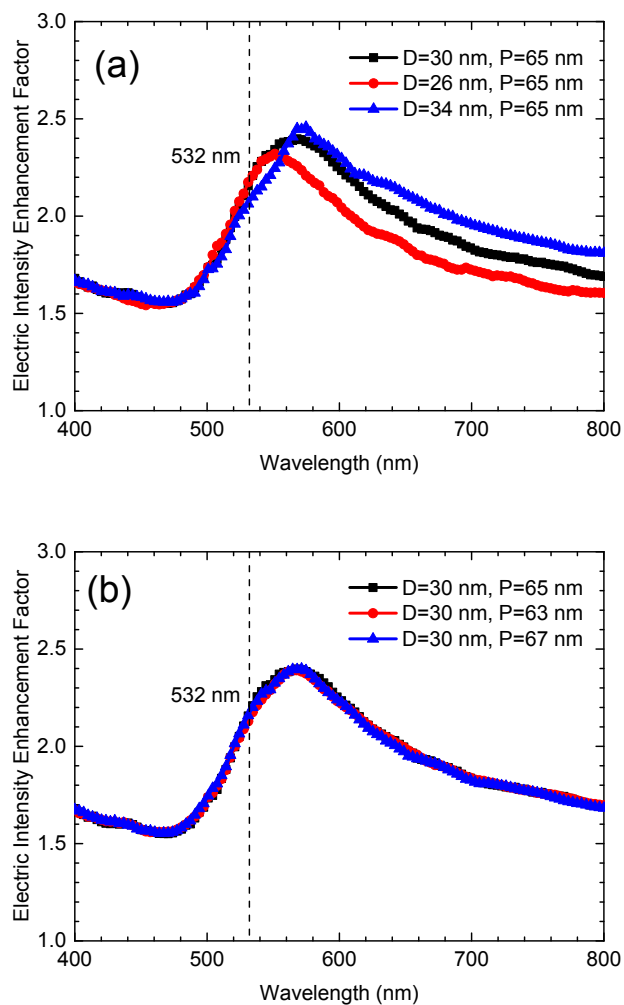 (a)
D=30 nm, P=65 nm
D=26 nm, P=65 nm
D=34 nm, P=65 nm
532 nm
Electric Intensity Enhancement Factor
3.0
2.5
2.0
1.5
1.0
400 500 600 700 800
Wavelength (nm)
(b)
D=30 nm, P=65 nm
D=30 nm, P=63 nm
D=30 nm, P=67 nm
532 nm
Electric Intensity Enhancement Factor
3.0
2.5
2.0
1.5
1.0
400 500 600 700 800
Wavelength (nm)